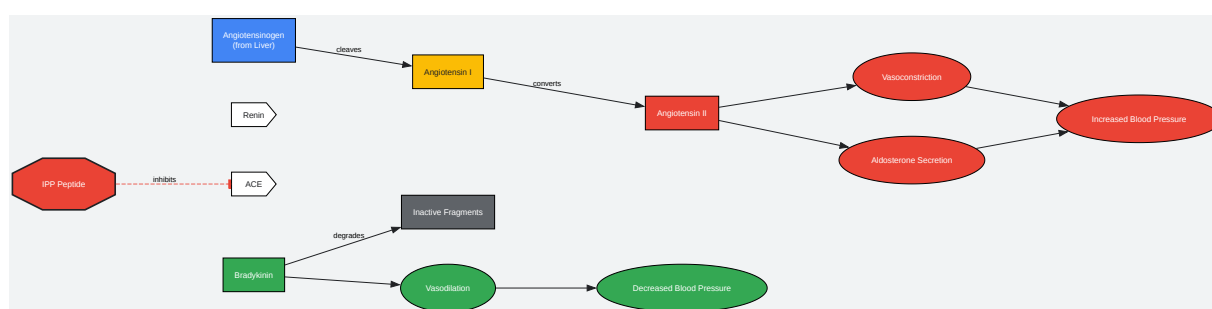 Angiotensinogen
(from Liver)
cleaves
Angiotensin I
converts
Angiotensin II
Vasoconstriction
Increased Blood Pressure
Aldosterone Secretion
Renin
IPP Peptide
inhibits
ACE
Inactive Fragments
degrades
Bradykinin
Vasodilation
Decreased Blood Pressure